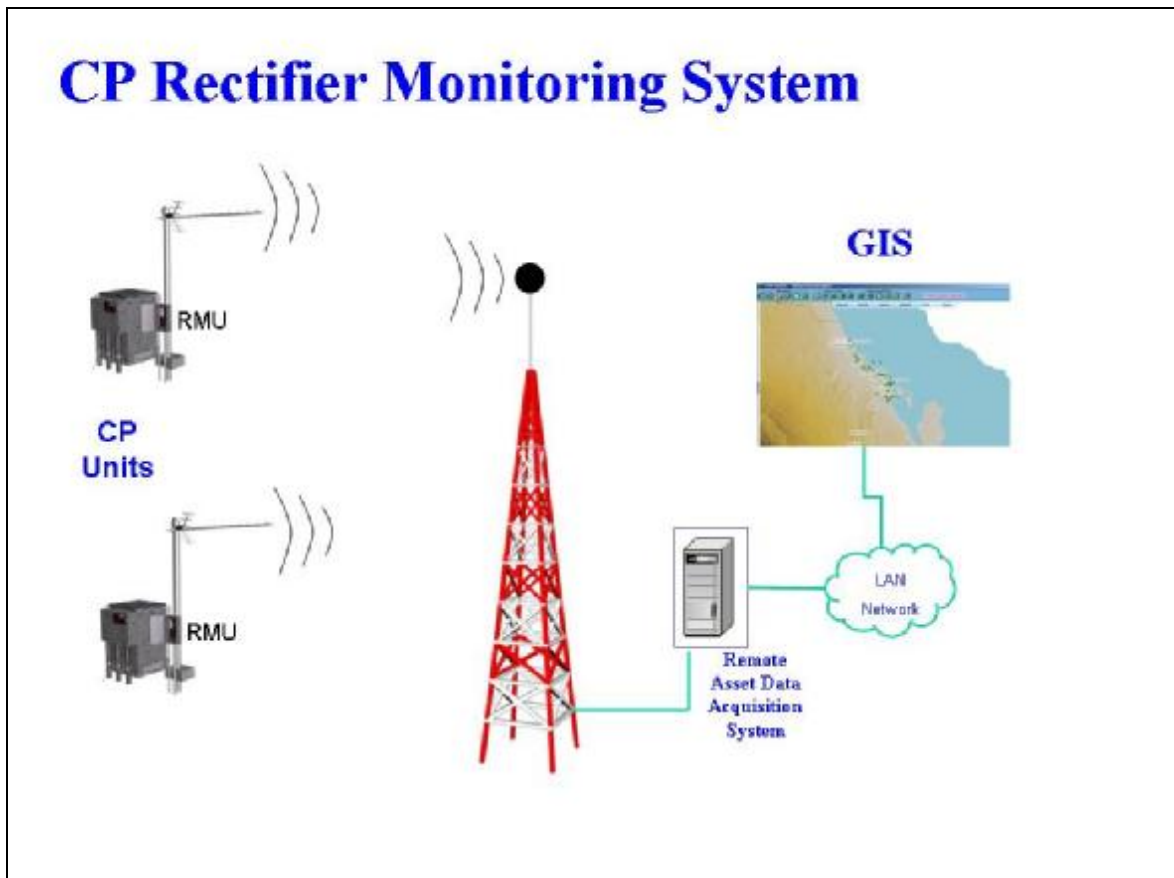 CP Rectifier Monitoring System
GIS
RMU
CP
Units
RMU
LAN
Network
Remote
Asset Data
Acquisition
System